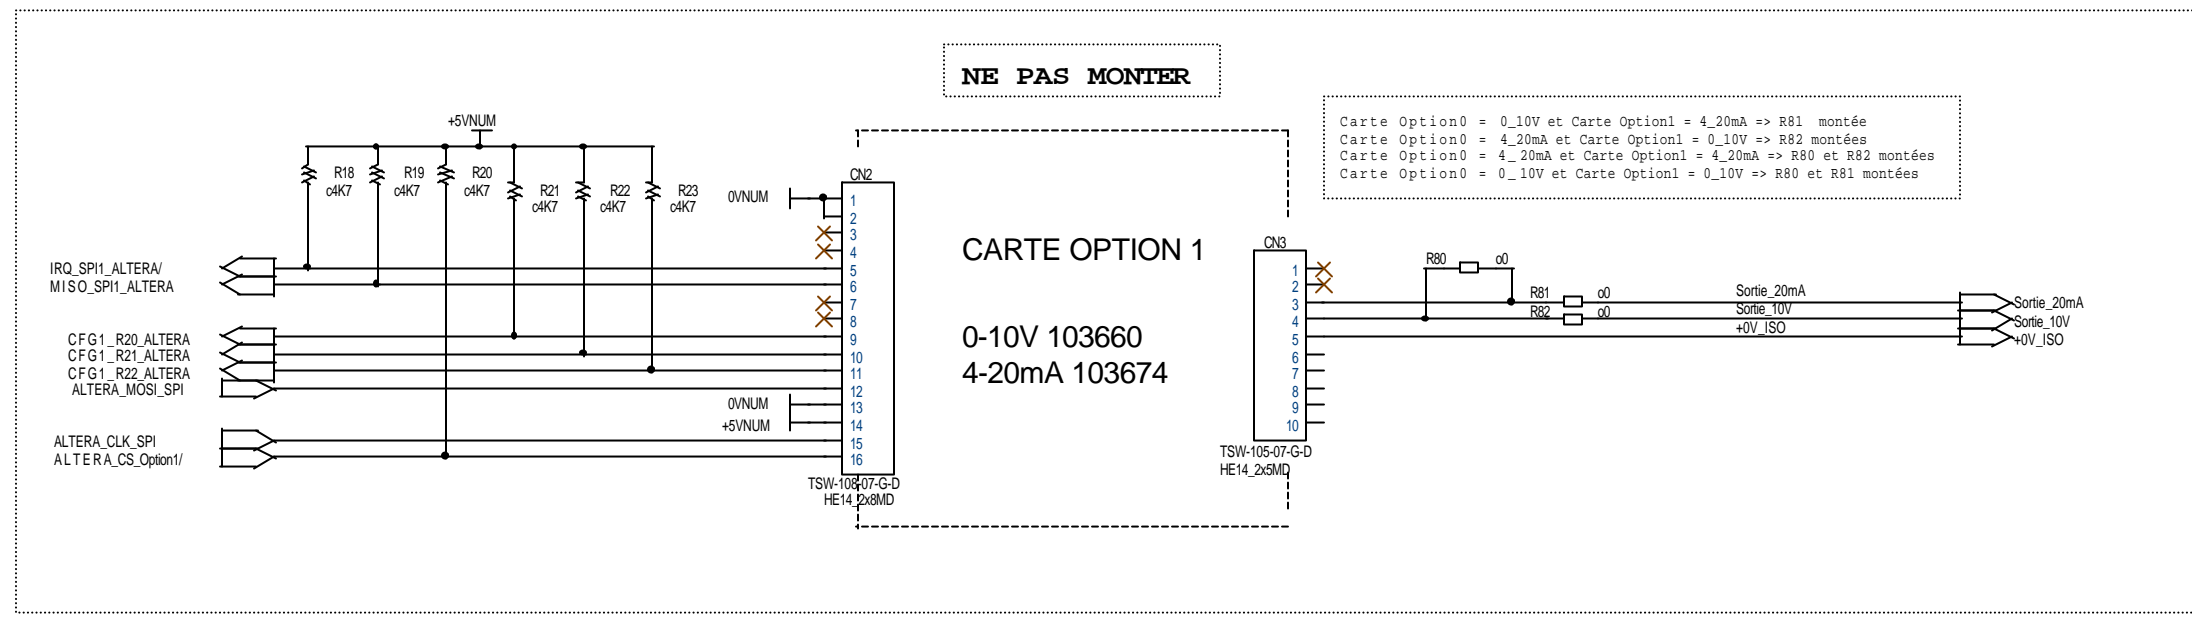 NE PAS MONTER
Carte Option0 = 0_10V et Carte Option1 = 4_20mA => R81 montée
Carte Option0 = 4_20mA et Carte Option1 = 0_10V => R82 montées
Carte Option0 = 4_20mA et Carte Option1 = 4_20mA => R80 et R82 montées
Carte Option0 = 0_10V et Carte Option1 = 0_10V => R80 et R81 montées
+5VNUM
R18
c4K7
R19
c4K7
R20
c4K7
R21
c4K7
R22
c4K7
R23
c4K7
IRQ_SPI1_ALTERA/
MISO_SPI1_ALTERA
CFG1_R20_ALTERA
CFG1_R21_ALTERA
CFG1_R22_ALTERA
ALTERA_MOSI_SPI
ALTERA_CLK_SPI
ALTERA_CS_Option1/
0VNUM
0VNUM
+5VNUM
CN2
1
2
3
4
5
6
7
8
9
10
11
12
13
14
15
16
TSW-108-07-G-D
HE14_2x8MD
CARTE OPTION 1
0-10V 103660
4-20mA 103674
CN3
1
2
3
4
5
6
7
8
9
10
TSW-105-07-G-D
HE14_2x5MD
R80
o0
R81
o0
R82
o0
Sortie_20mA
Sortie_10V
+0V_ISO
Sortie_20mA
Sortie_10V
+0V_ISO